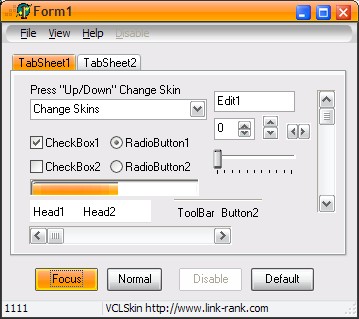 Form1
File View Help Disable
TabSheet1 TabSheet2
Press "Up/Down" Change Skin
Change Skins
Edit1
0
CheckBox1 RadioButton1
CheckBox2 RadioButton2
Head1 Head2
ToolBar Button2
Focus Normal Disable Default
1111 VCLSkin http://www.link-rank.com